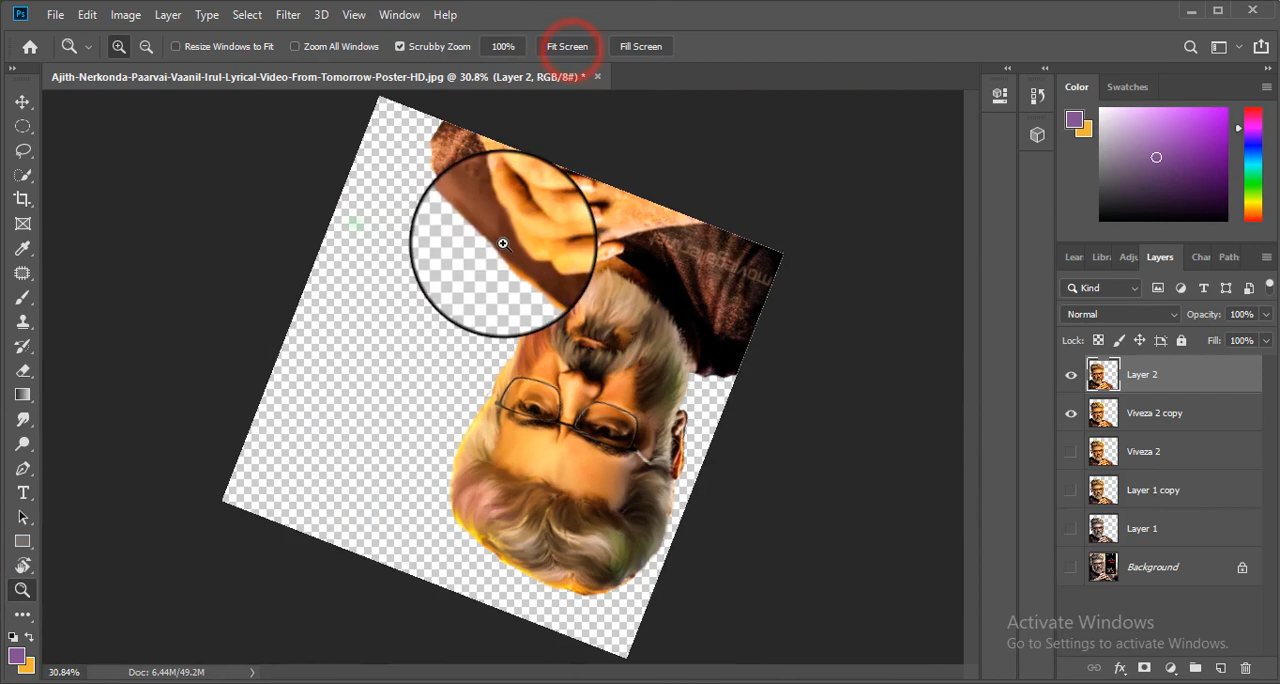 Ps File Edit Image Layer Type Select Filter 3D View Window Help
Resize Windows to Fit Zoom All Windows Scrubby Zoom 100% Fit Screen Fill Screen
Ajith-Nerkonda-Paarvai-Vaanil-Irul-Lyrical-Video-From-Tomorrow-Poster-HD.jpg @ 30.8% (Layer 2, RGB/8#) *
Color Swatches
Lear Libra Adju Layers Chan Path
Kind
Normal Opacity: 100%
Lock: Fill: 100%
Layer 2
Viveza 2 copy
Viveza 2
Layer 1 copy
Layer 1
Background
Activate Windows
Go to Settings to activate Windows.
30.84% Doc: 6.44M/49.2M